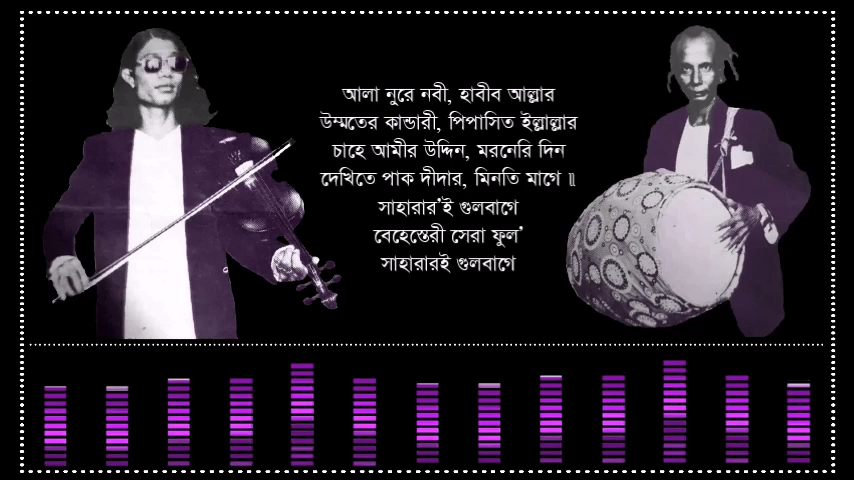 আলা নুরে নবী, হাবীব আল্লার
উম্মতের কান্ডারী, পিপাসিত ইল্লাল্লার
চাহে আমীর উদ্দিন, মরনেরি দিন
দেখিতে পাক দীদার, মিনতি মাগে ॥
সাহারার'ই গুলবাগে
বেহেস্তেরী সেরা ফুল'
সাহারারই গুলবাগে